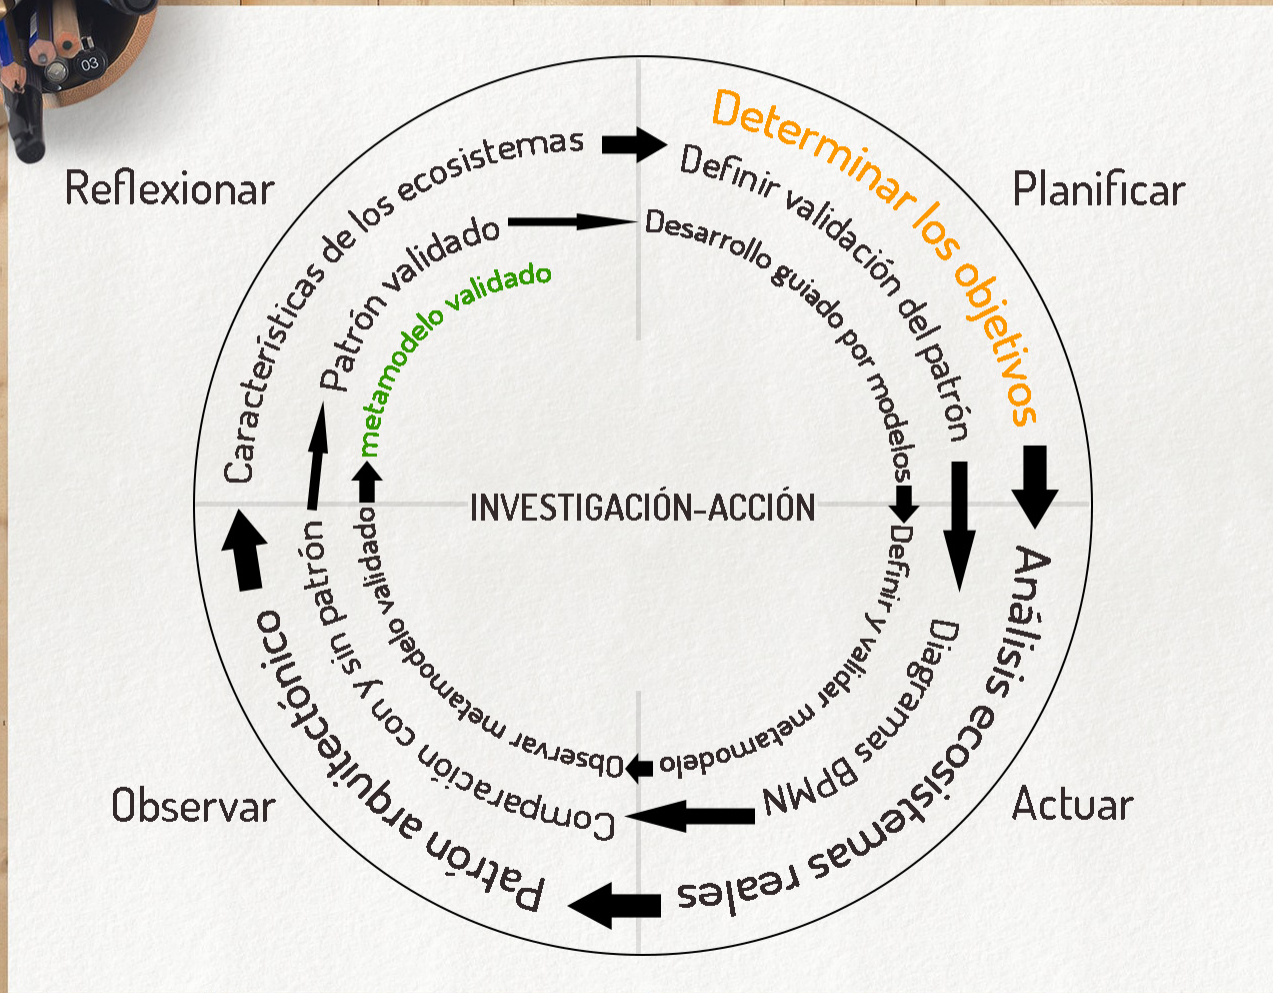 03
Reflexionar
Planificar
Observar
Actuar
INVESTIGACIÓN-ACCIÓN
Determinar los objetivos
Análisis ecosistemas reales
Patrón arquitectónico
Características de los ecosistemas
Definir validación del patrón
Diagramas BPMN
Comparación con y sin patrón
Patrón validado
Desarrollo guiado por modelos
Definir y validar metamodelo
Observar metamodelo validado
metamodelo validado